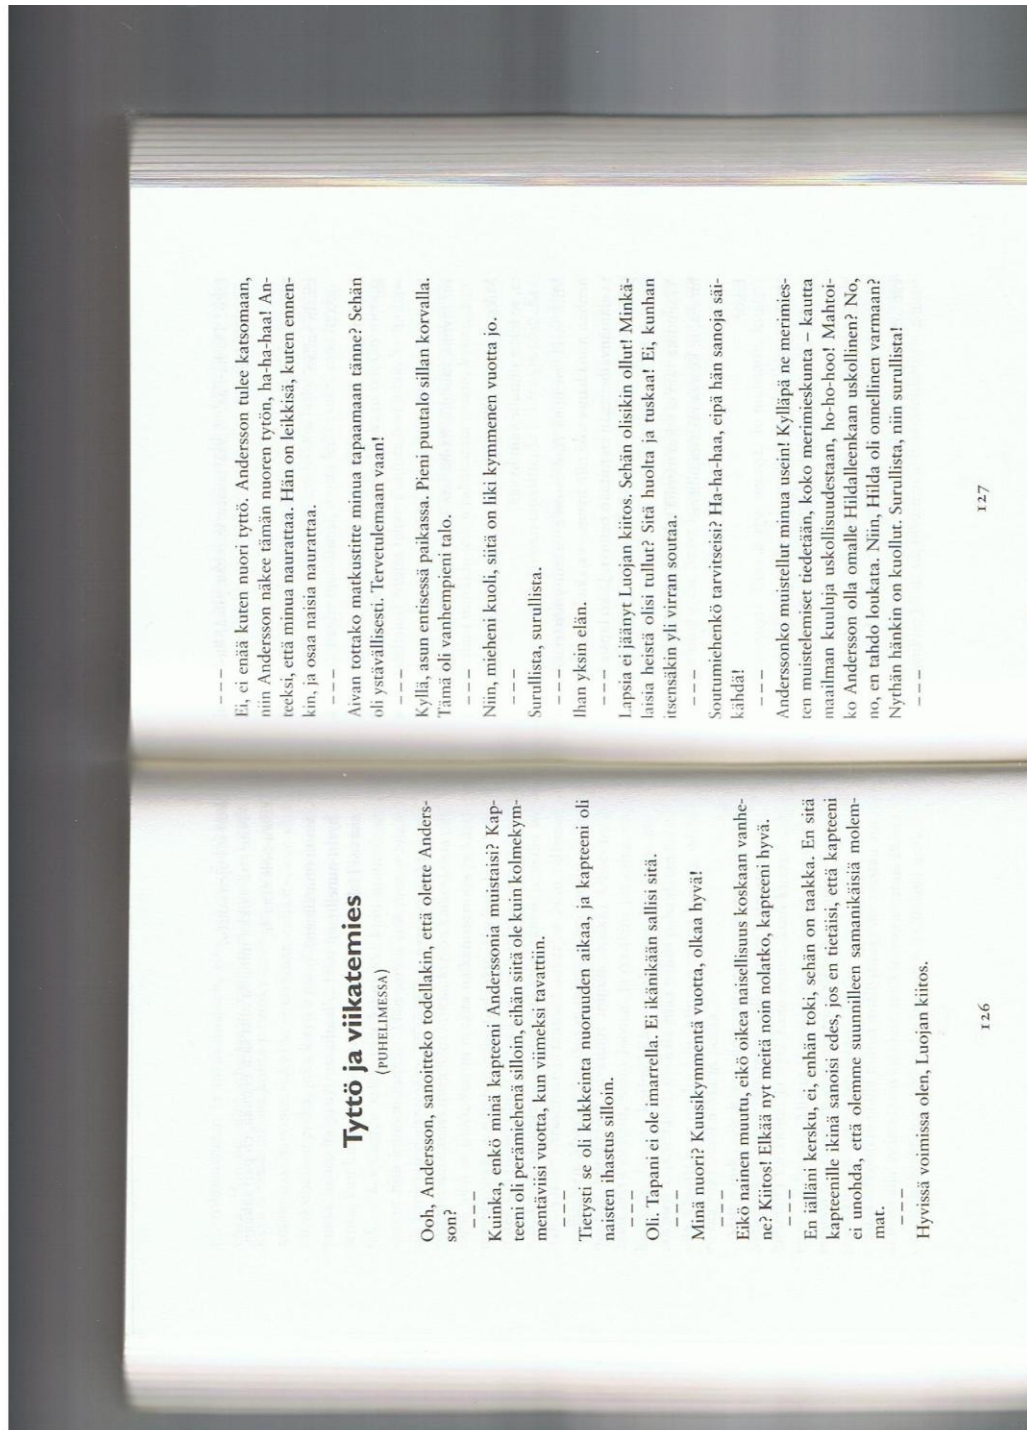 Tyttö ja viikatemies
(PUHELIMESSA)
Ooh, Andersson, sanoitteko todellakin, että olette Anders-
son?
– – –
Kuinka, enkö minä kapteeni Anderssonia muistaisi? Kap-
teeni oli perämiehenä silloin, eihän siitä ole kuin kolmekym-
mentäviisi vuotta, kun viimeksi tavattiin.
– – –
Tietysti se oli kukkeinta nuoruuden aikaa, ja kapteeni oli
naisten ihastus silloin.
– – –
Oli. Tapani ei ole imarrella. Ei ikänikään sallisi sitä.
– – –
Minä nuori? Kuusikymmentä vuotta, olkaa hyvä!
– – –
Eikö nainen muutu, eikö oikea naisellisuus koskaan vanhe-
ne? Kiitos! Elkää nyt meitä noin nolatko, kapteeni hyvä.
– – –
En iälläni kersku, ei, enhän toki, sehän on taakka. En sitä
kapteenille ikinä sanoisi edes, jos en tietäisi, että kapteeni
ei unohda, että olemme suunnilleen samanikäisiä molem-
mat.
– – –
Hyvissä voimissa olen, Luojan kiitos.
126
– – –
Ei, ei enää kuten nuori tyttö. Andersson tulee katsomaan,
niin Andersson näkee tämän nuoren tytön, ha-ha-haa! An-
teeksi, että minua naurattaa. Hän on leikkisä, kuten ennen-
kin, ja osaa naisia naurattaa.
– – –
Aivan tottako matkustitte minua tapaamaan tänne? Sehän
oli ystävällisesti. Tervetulemaan vaan!
– – –
Kyllä, asun entisessä paikassa. Pieni puutalo sillan korvalla.
Tämä oli vanhempieni talo.
– – –
Niin, mieheni kuoli, siitä on liki kymmenen vuotta jo.
– – –
Surullista, surullista.
– – –
Ihan yksin elän.
– – –
Lapsia ei jäänyt Luojan kiitos. Sehän olisikin ollut! Minkä-
laisia heistä olisi tullut? Sitä huolta ja tuskaa! Ei, kunhan
itsensäkin yli virran soutaa.
– – –
Soutumiehenkö tarvitseisi? Ha-ha-haa, eipä hän sanoja säi-
kähdä!
– – –
Anderssonko muistellut minua usein! Kylläpä ne merimies-
ten muistelemiset tiedetään, koko merimieskunta – kautta
maailman kuuluja uskollisuudestaan, ho-ho-hoo! Mahtoi-
ko Andersson olla omalle Hildalleenkaan uskollinen? No,
no, en tahdo loukata. Niin, Hilda oli onnellinen varmaan?
Nythän hänkin on kuollut. Surullista, niin surullista!
– – –
127